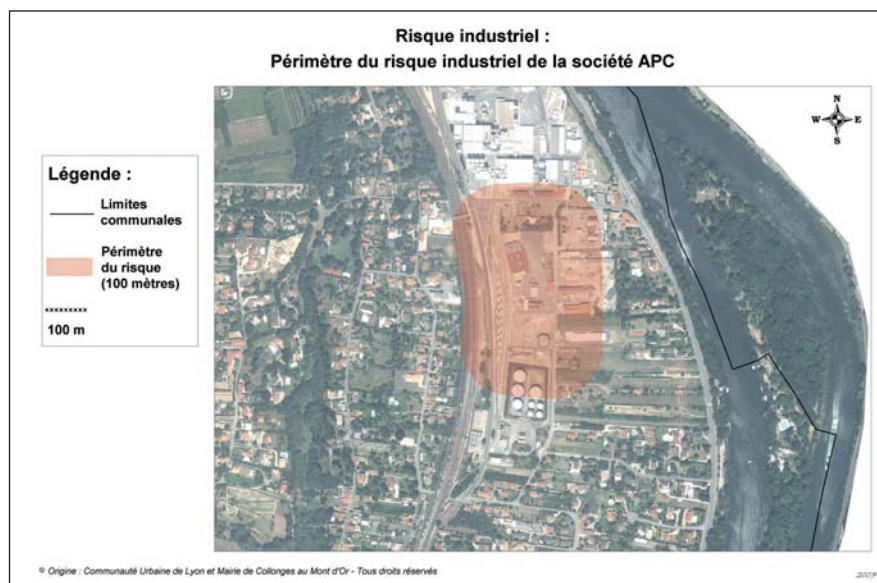 Risque industriel :
Périmètre du risque industriel de la société APC
N
W E
S
Légende :
Limites
communales
Périmètre
du risque
(100 mètres)
100 m
© Origine : Communauté Urbaine de Lyon et Mairie de Collonges au Mont d'Or - Tous droits réservés